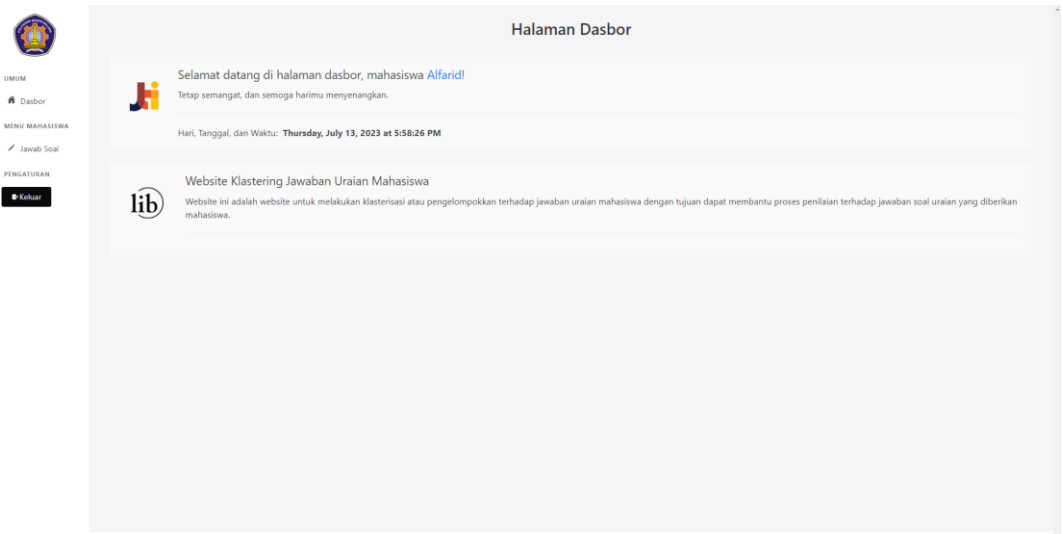 Halaman Dasbor
UMUM
Dasbor
MENU MAHASISWA
Jawab Soal
PENGATURAN
Keluar
Selamat datang di halaman dasbor, mahasiswa Alfarid!
Tetap semangat, dan semoga harimu menyenangkan.
Hari, Tanggal, dan Waktu: Thursday, July 13, 2023 at 5:58:26 PM
lib
Website Klastering Jawaban Uraian Mahasiswa
Website ini adalah website untuk melakukan klasterisasi atau pengelompokkan terhadap jawaban uraian mahasiswa dengan tujuan dapat membantu proses penilaian terhadap jawaban soal uraian yang diberikan
mahasiswa.